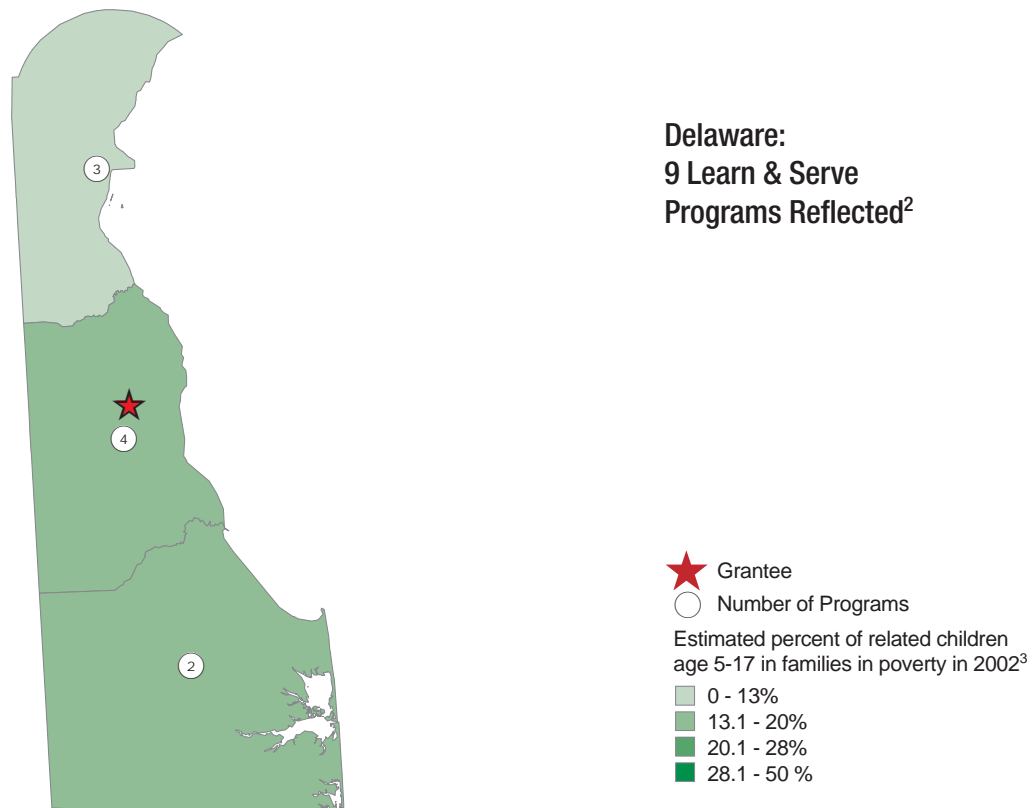 Delaware:
9 Learn & Serve
Programs Reflected2
3
4
2
Grantee
Number of Programs
Estimated percent of related children
age 5-17 in families in poverty in 20023
0 - 13%
13.1 - 20%
20.1 - 28%
28.1 - 50 %